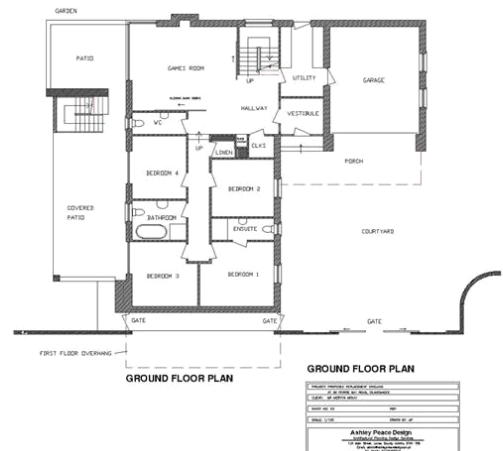 GARDEN
PATIO
GAMES ROOM
UP
UTILITY
GARAGE
HALLWAY
VESTIBULE
WC
UP
LINEN
CLKS
PORCH
BEDROOM 4
BEDROOM 2
COVERED
PATIO
BATHROOM
ENSUITE
COURTYARD
BEDROOM 3
BEDROOM 1
GATE
GATE
GATE
FIRST FLOOR OVERHANG
GROUND FLOOR PLAN
GROUND FLOOR PLAN
Ashley Peace Design